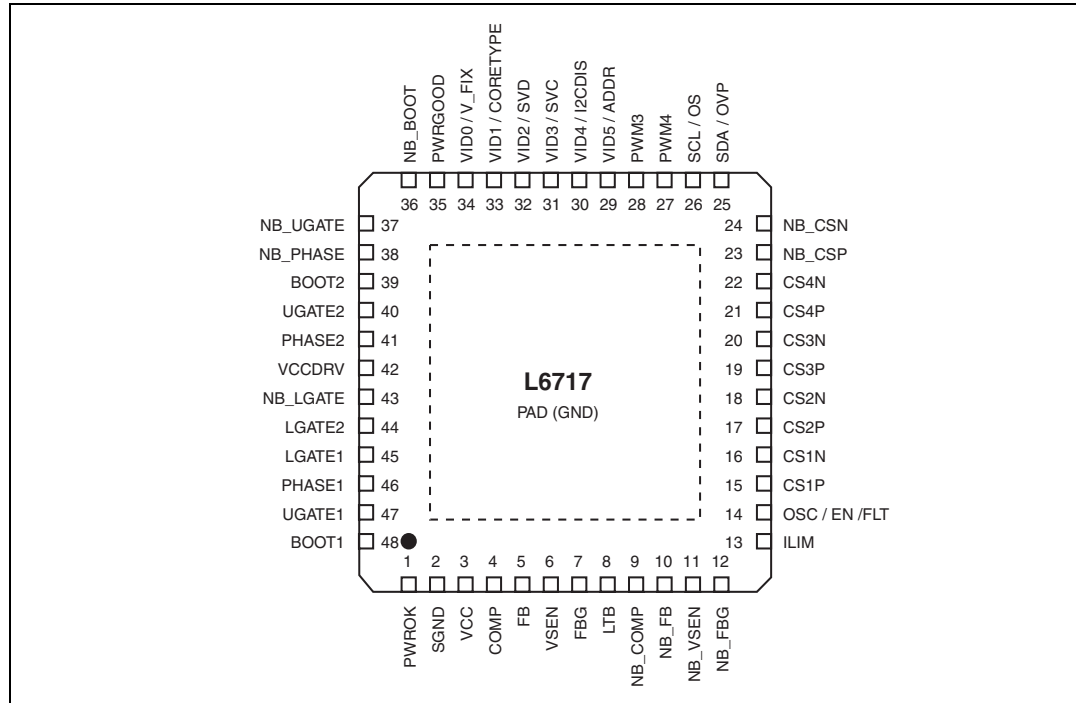 NB_BOOT
PWRGOOD
VID0 / V_FIX
VID1 / CORETYPE
VID2 / SVD
VID3 / SVC
VID4 / I2CDIS
VID5 / ADDR
PWM3
PWM4
SCL / OS
SDA / OVP
36 35 34 33 32 31 30 29 28 27 26 25
NB_UGATE 37
NB_PHASE 38
BOOT2 39
UGATE2 40
PHASE2 41
VCCDRV 42
NB_LGATE 43
LGATE2 44
LGATE1 45
PHASE1 46
UGATE1 47
BOOT1 48
L6717
PAD (GND)
24 NB_CSN
23 NB_CSP
22 CS4N
21 CS4P
20 CS3N
19 CS3P
18 CS2N
17 CS2P
16 CS1N
15 CS1P
14 OSC / EN /FLT
13 ILIM
1 2 3 4 5 6 7 8 9 10 11 12
PWROK
SGND
VCC
COMP
FB
VSEN
FBG
LTB
NB_COMP
NB_FB
NB_VSEN
NB_FBG